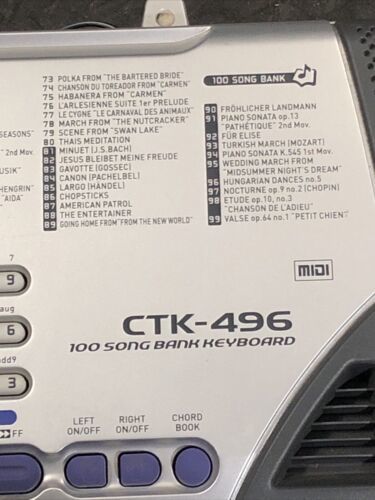 100 SONG BANK
73 POLKA FROM "THE BARTERED BRIDE"
74 CHANSON DU TOREADOR FROM "CARMEN"
75 HABANERA FROM "CARMEN"
76 L'ARLESIENNE SUITE 1er PRELUDE
77 LE CYGNE "LE CARNAVAL DES ANIMAUX"
78 MARCH FROM "THE NUTCRACKER"
79 SCENE FROM "SWAN LAKE"
80 THAIS MEDITATION
81 MINUET (J.S.BACH)
82 JESUS BLEIBET MEINE FREUDE
83 GAVOTTE (GOSSEC)
84 CANON (PACHELBEL)
85 LARGO (HÄNDEL)
86 CHOPSTICKS
87 AMERICAN PATROL
88 THE ENTERTAINER
89 GOING HOME FROM"FROM THE NEW WORLD"
90 FRÖHLICHER LANDMANN
91 PIANO SONATA op.13
"PATHÉTIQUE" 2nd Mov.
92 FÜR ELISE
93 TURKISH MARCH (MOZART)
94 PIANO SONATA K.545 1st Mov.
95 WEDDING MARCH FROM
"MIDSUMMER NIGHT'S DREAM"
96 HUNGARIAN DANCES no.5
97 NOCTURNE op.9 no.2 (CHOPIN)
98 ETUDE op.10, no.3
"CHANSON DE L'ADIEU"
99 VALSE op.64 no.1 "PETIT CHIEN"
EASONS"
2nd Mov.
USIK"
HENGRIN"
"AIDA"
MIDI
CTK-496
100 SONG BANK KEYBOARD
7
9
aug
6
add9
3
FF
LEFT
ON/OFF
RIGHT
ON/OFF
CHORD
BOOK